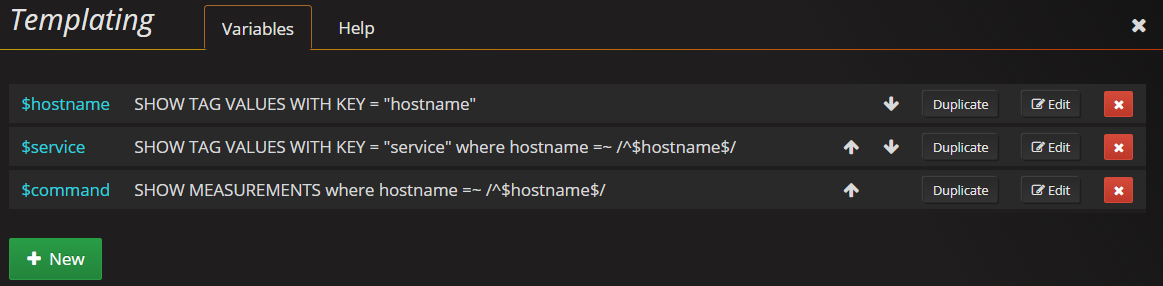 Templating Variables Help
$hostname SHOW TAG VALUES WITH KEY = "hostname" Duplicate Edit
$service SHOW TAG VALUES WITH KEY = "service" where hostname =~ /^$hostname$/ Duplicate Edit
$command SHOW MEASUREMENTS where hostname =~ /^$hostname$/ Duplicate Edit
New